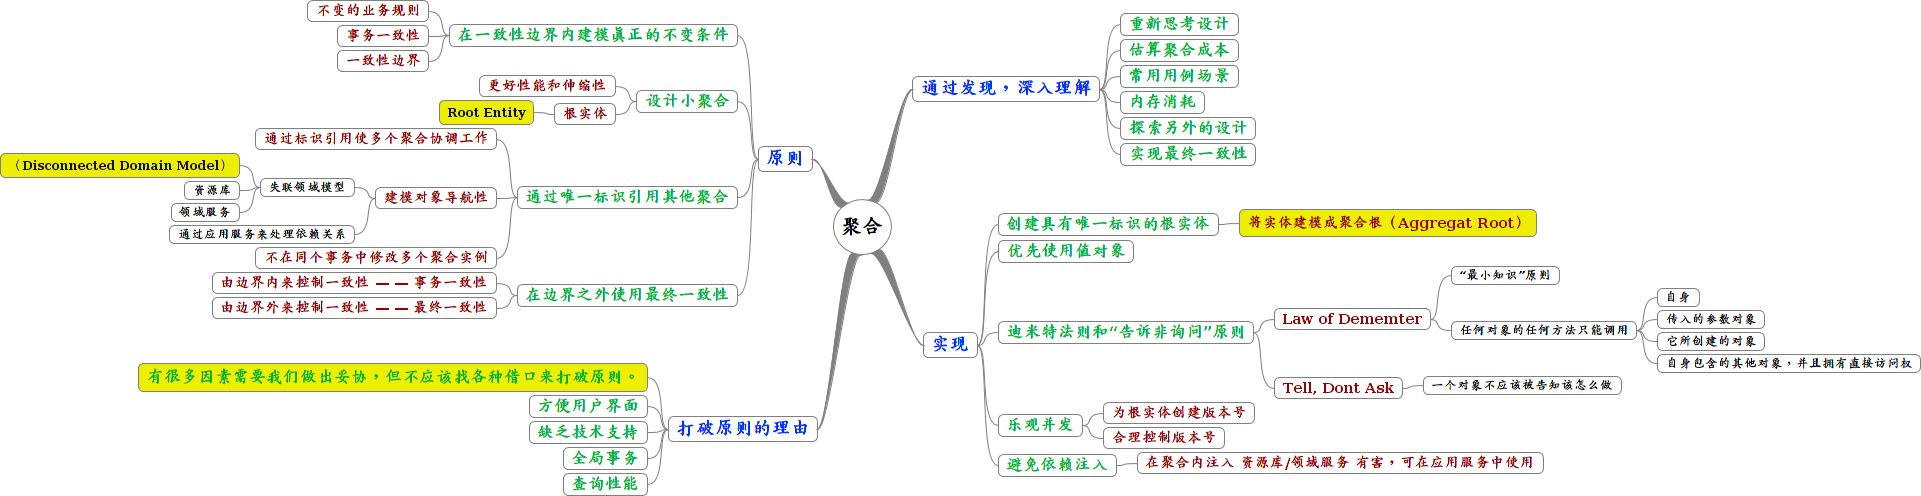 聚合
原则
在一致性边界内建模真正的不变条件
不变的业务规则
事务一致性
一致性边界
设计小聚合
更好性能和伸缩性
根实体
Root Entity
通过唯一标识引用其他聚合
通过标识引用使多个聚合协调工作
建模对象导航性
失联领域模型
（Disconnected Domain Model）
资源库
领域服务
通过应用服务来处理依赖关系
不在同个事务中修改多个聚合实例
在边界之外使用最终一致性
由边界内来控制一致性 — — 事务一致性
由边界外来控制一致性 — — 最终一致性
打破原则的理由
有很多因素需要我们做出妥协，但不应该找各种借口来打破原则。
方便用户界面
缺乏技术支持
全局事务
查询性能
通过发现，深入理解
重新思考设计
估算聚合成本
常用用例场景
内存消耗
探索另外的设计
实现最终一致性
实现
创建具有唯一标识的根实体
将实体建模成聚合根（Aggregat Root）
优先使用值对象
迪米特法则和“告诉非询问”原则
Law of Dememter
“最小知识”原则
任何对象的任何方法只能调用
自身
传入的参数对象
它所创建的对象
自身包含的其他对象，并且拥有直接访问权
Tell, Dont Ask
一个对象不应该被告知该怎么做
乐观并发
为根实体创建版本号
合理控制版本号
避免依赖注入
在聚合内注入 资源库/领域服务 有害，可在应用服务中使用